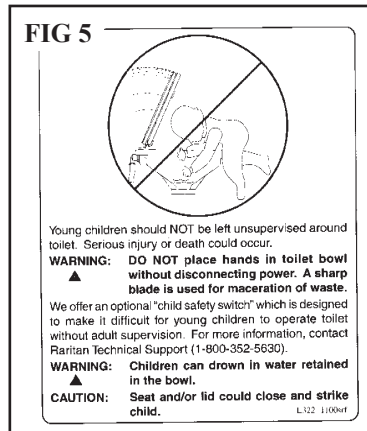 FIG 5
Young children should NOT be left unsupervised around
toilet. Serious injury or death could occur.
WARNING: DO NOT place hands in toilet bowl
without disconnecting power. A sharp
blade is used for maceration of waste.
We offer an optional "child safety switch" which is designed
to make it difficult for young children to operate toilet
without adult supervision. For more information, contact
Raritan Technical Support (1-800-352-5630).
WARNING: Children can drown in water retained
in the bowl.
CAUTION: Seat and/or lid could close and strike
child.